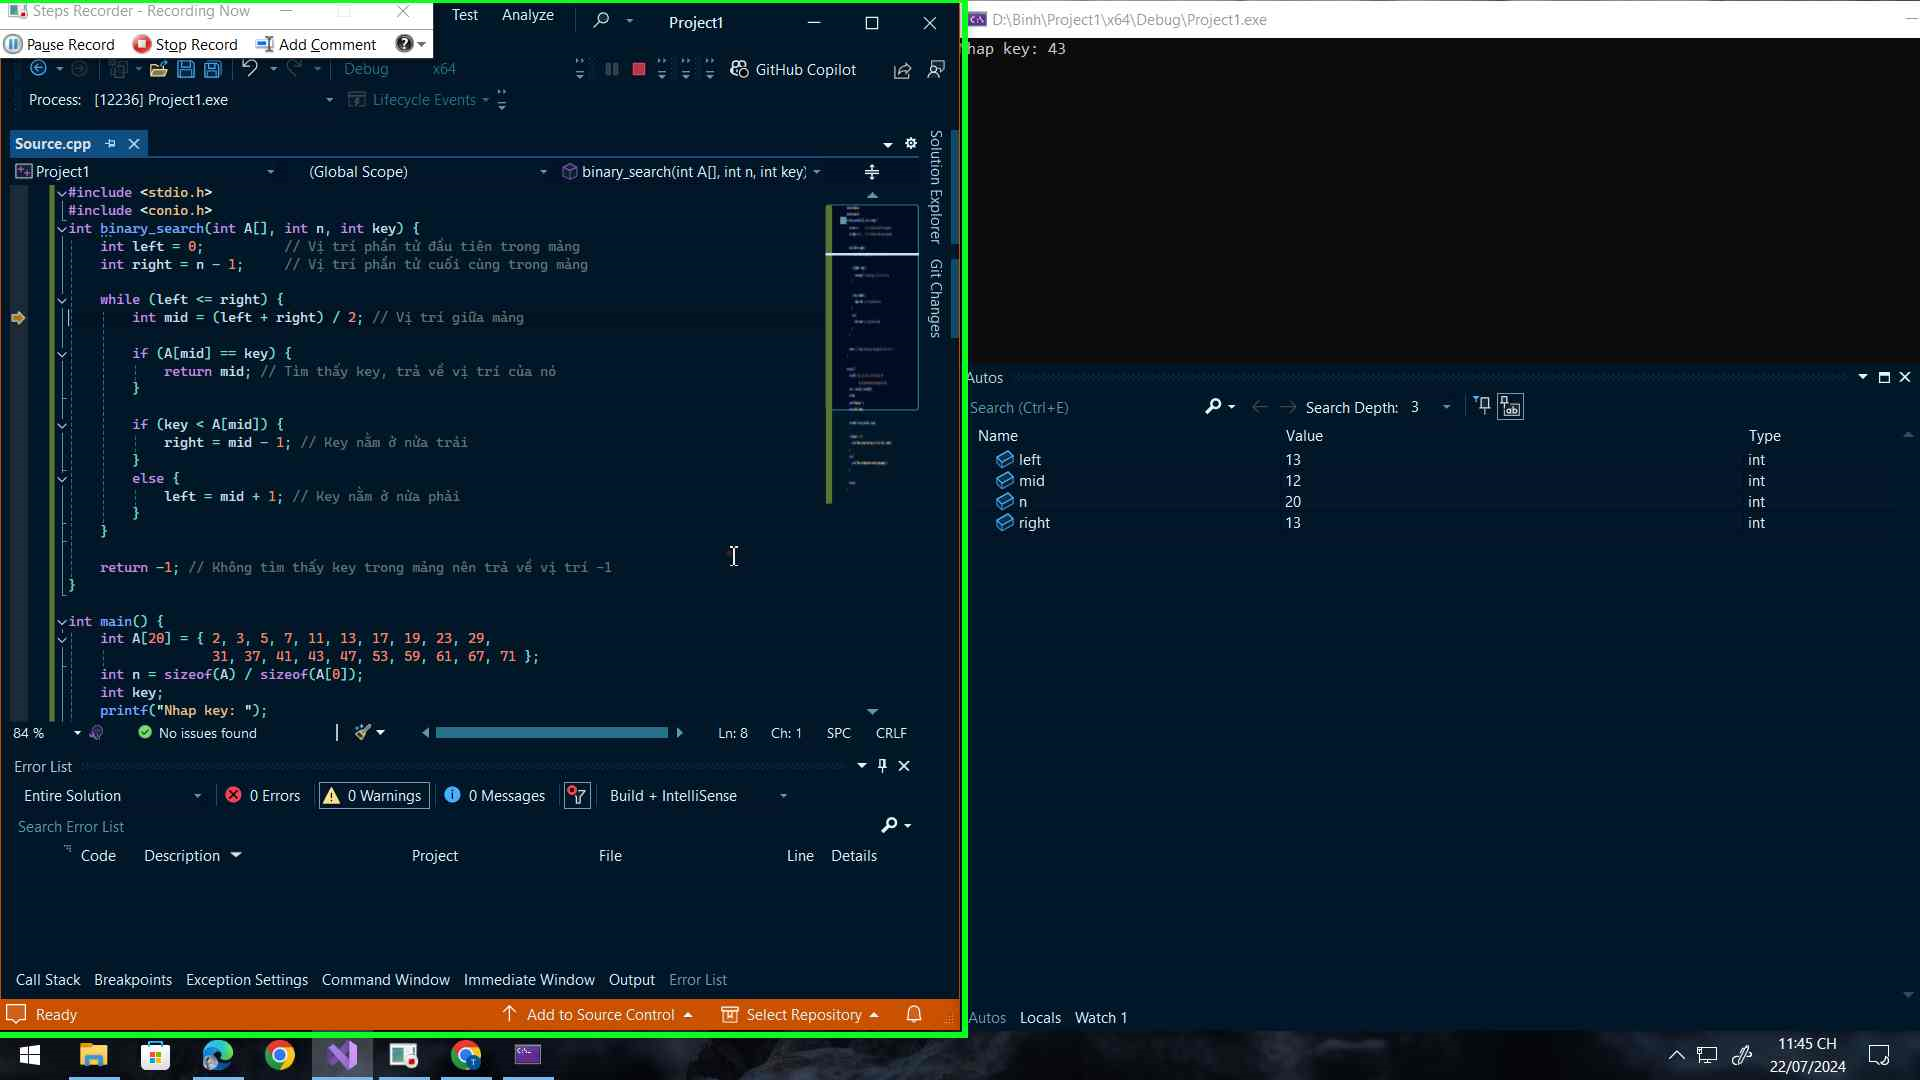 Steps Recorder - Recording Now
Pause Record
Stop Record
Add Comment
Test
Analyze
Project1
Debug
x64
GitHub Copilot
Process: [12236] Project1.exe
Lifecycle Events
Source.cpp
Project1
(Global Scope)
binary_search(int A[], int n, int key)
#include <stdio.h>
#include <conio.h>
int binary_search(int A[], int n, int key) {
int left = 0; // Vị trí phần tử đầu tiên trong mảng
int right = n - 1; // Vị trí phần tử cuối cùng trong mảng
while (left <= right) {
int mid = (left + right) / 2; // Vị trí giữa mảng
if (A[mid] == key) {
return mid; // Tìm thấy key, trả về vị trí của nó
}
if (key < A[mid]) {
right = mid - 1; // Key nằm ở nửa trái
}
else {
left = mid + 1; // Key nằm ở nửa phải
}
}
return -1; // Không tìm thấy key trong mảng nên trả về vị trí -1
}
int main() {
int A[20] = { 2, 3, 5, 7, 11, 13, 17, 19, 23, 29,
31, 37, 41, 43, 47, 53, 59, 61, 67, 71 };
int n = sizeof(A) / sizeof(A[0]);
int key;
printf("Nhap key: ");
Solution Explorer
Git Changes
84 %
No issues found
Ln: 8
Ch: 1
SPC
CRLF
Error List
Entire Solution
0 Errors
0 Warnings
0 Messages
Build + IntelliSense
Search Error List
Code
Description
Project
File
Line
Details
Call Stack
Breakpoints
Exception Settings
Command Window
Immediate Window
Output
Error List
Ready
Add to Source Control
Select Repository
D:\Binh\Project1\x64\Debug\Project1.exe
hap key: 43
Autos
Search (Ctrl+E)
Search Depth: 3
Name Value Type
left 13 int
mid 12 int
n 20 int
right 13 int
Autos
Locals
Watch 1
11:45 CH
22/07/2024